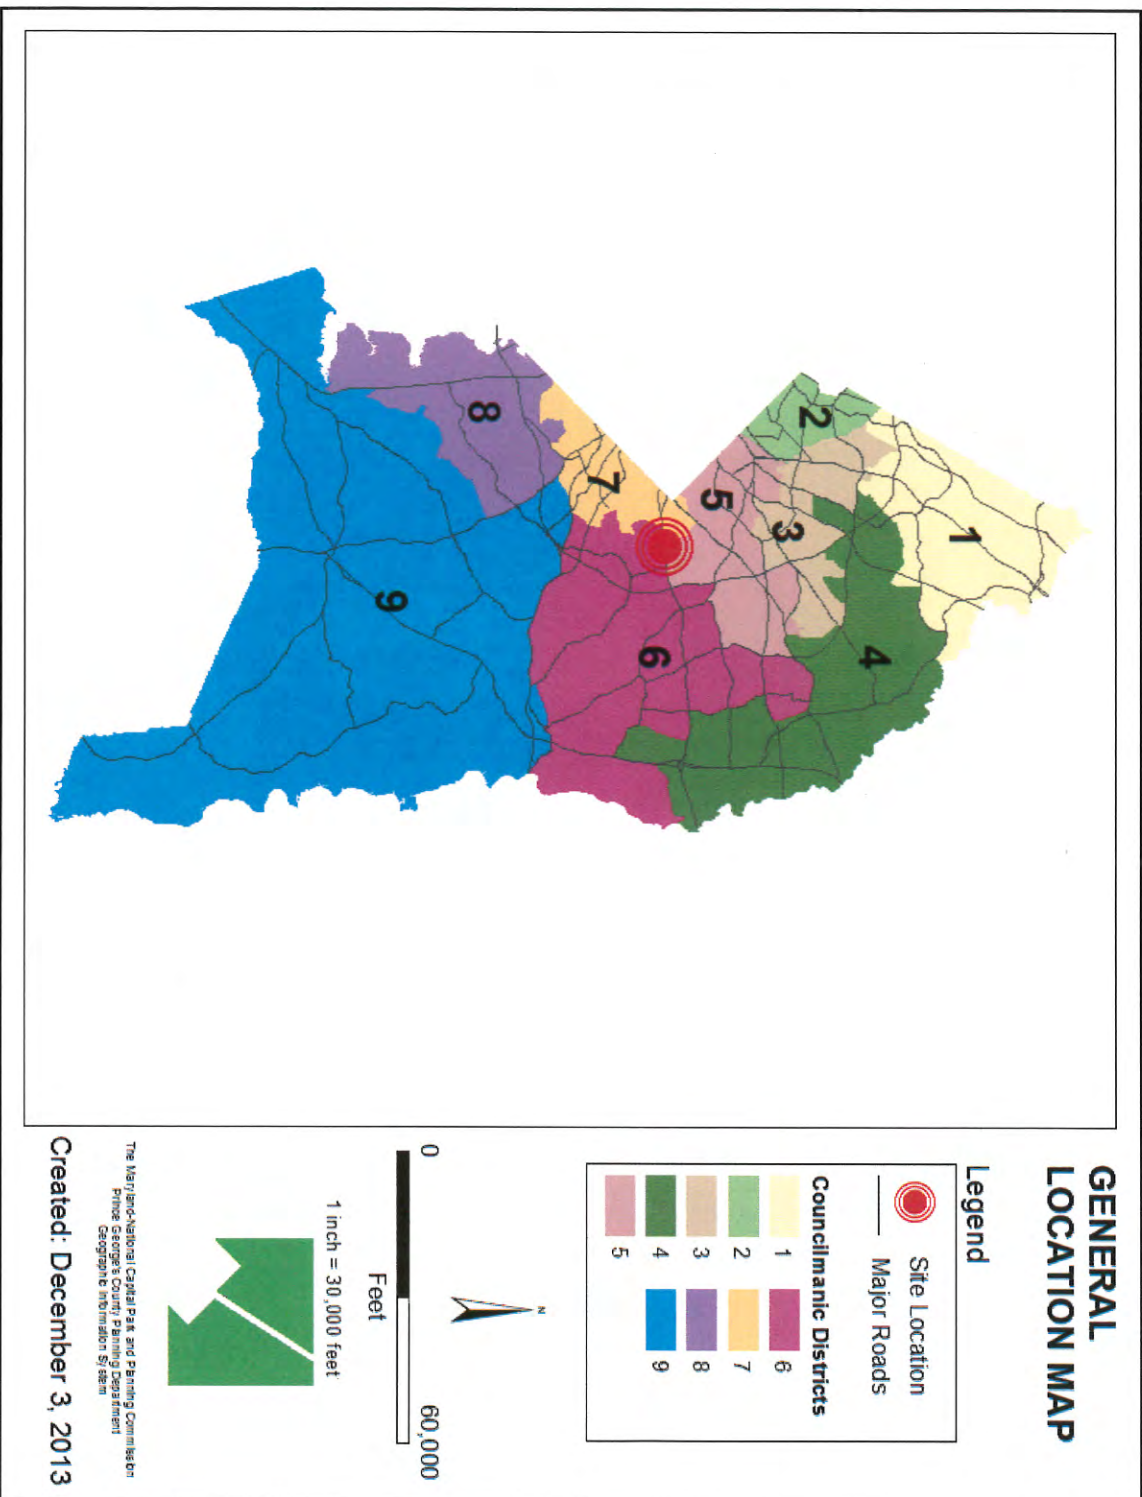 GENERAL
LOCATION MAP
Legend
Site Location
Major Roads
Councilmanic Districts
1
2
3
4
5
6
7
8
9
1
2
3
4
5
6
7
8
9
0
60,000
Feet
N
1 inch = 30,000 feet
The Maryland-National Capital Park and Planning Commission
Prince George's County Planning Department
Geographic Information System
Created: December 3, 2013